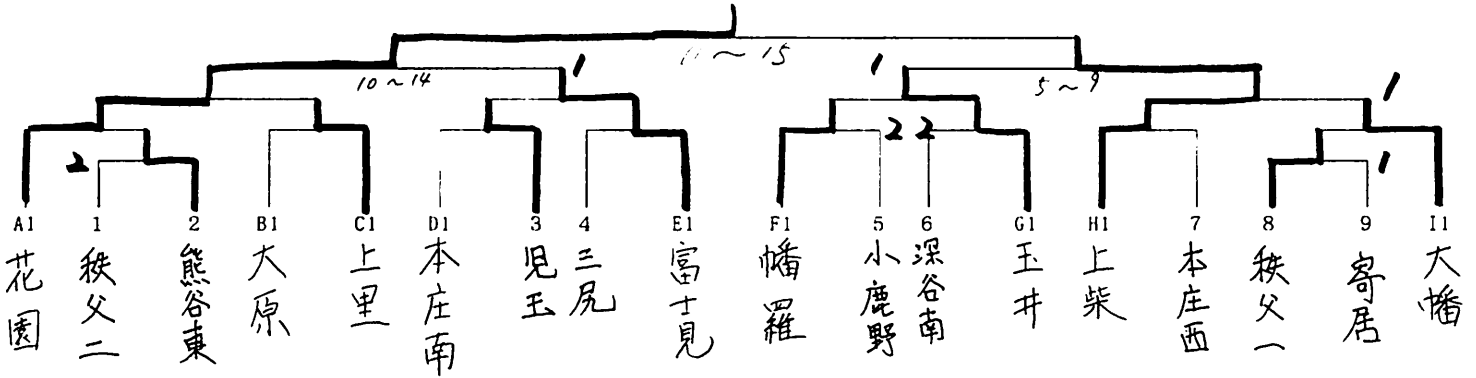 11～15
10～14 1 1 5～9
1
2 2 2 1
A1 1 2 B1 C1 D1 3 4 E1 F1 5 6 G1 H1 7 8 9 I1
花園 秩父二 熊谷東 大原 上里 本庄南 児玉 三尻 富士見 幡羅 小鹿野 深谷南 玉井 上柴 本庄西 秩父一 寄居 大幡